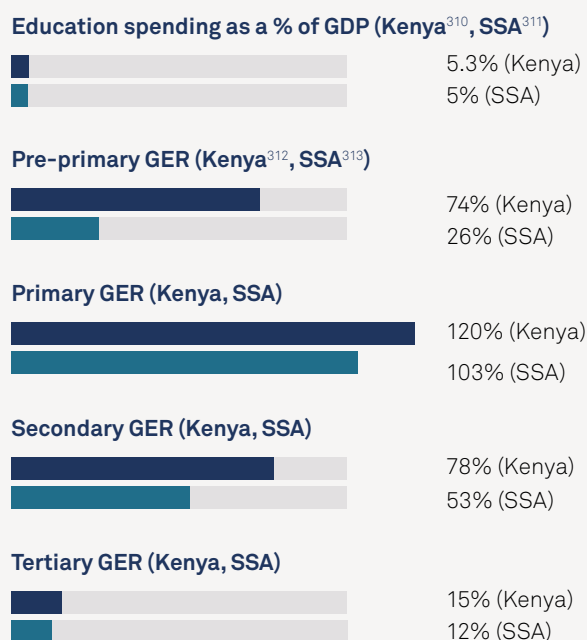 Education spending as a % of GDP (Kenya310, SSA311)
5.3% (Kenya)
5% (SSA)
Pre-primary GER (Kenya312, SSA313)
74% (Kenya)
26% (SSA)
Primary GER (Kenya, SSA)
120% (Kenya)
103% (SSA)
Secondary GER (Kenya, SSA)
78% (Kenya)
53% (SSA)
Tertiary GER (Kenya, SSA)
15% (Kenya)
12% (SSA)